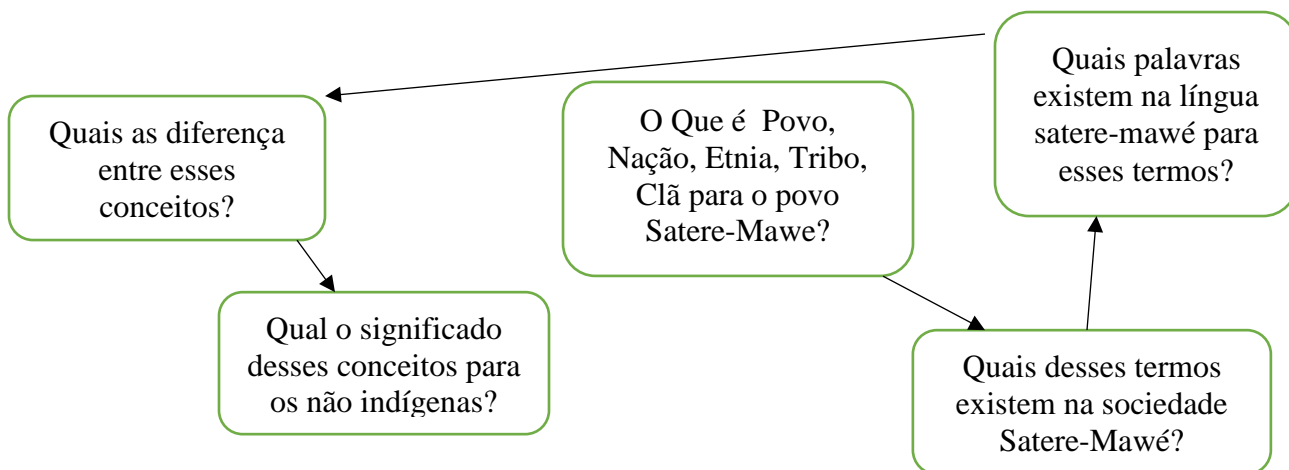 Quais palavras
existem na língua
satere-mawé para
esses termos?
O Que é Povo,
Nação, Etnia, Tribo,
Clã para o povo
Satere-Mawe?
Quais as diferença
entre esses
conceitos?
Qual o significado
desses conceitos para
os não indígenas?
Quais desses termos
existem na sociedade
Satere-Mawé?